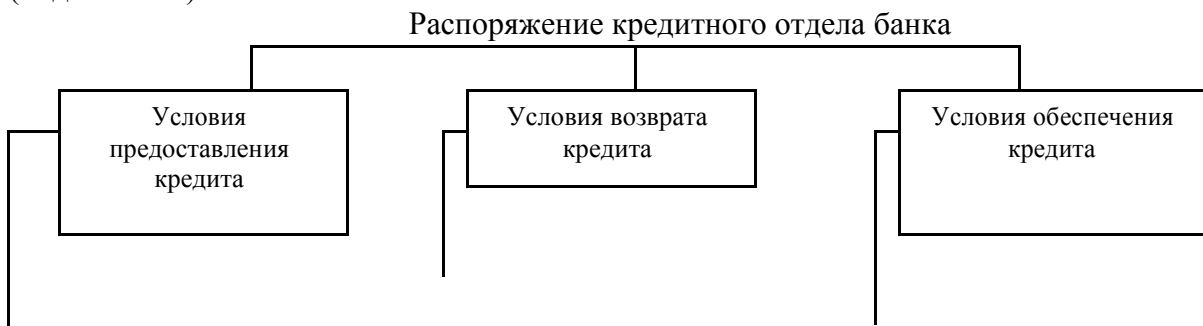 Распоряжение кредитного отдела банка
Условия
предоставления
кредита
Условия возврата
кредита
Условия обеспечения
кредита